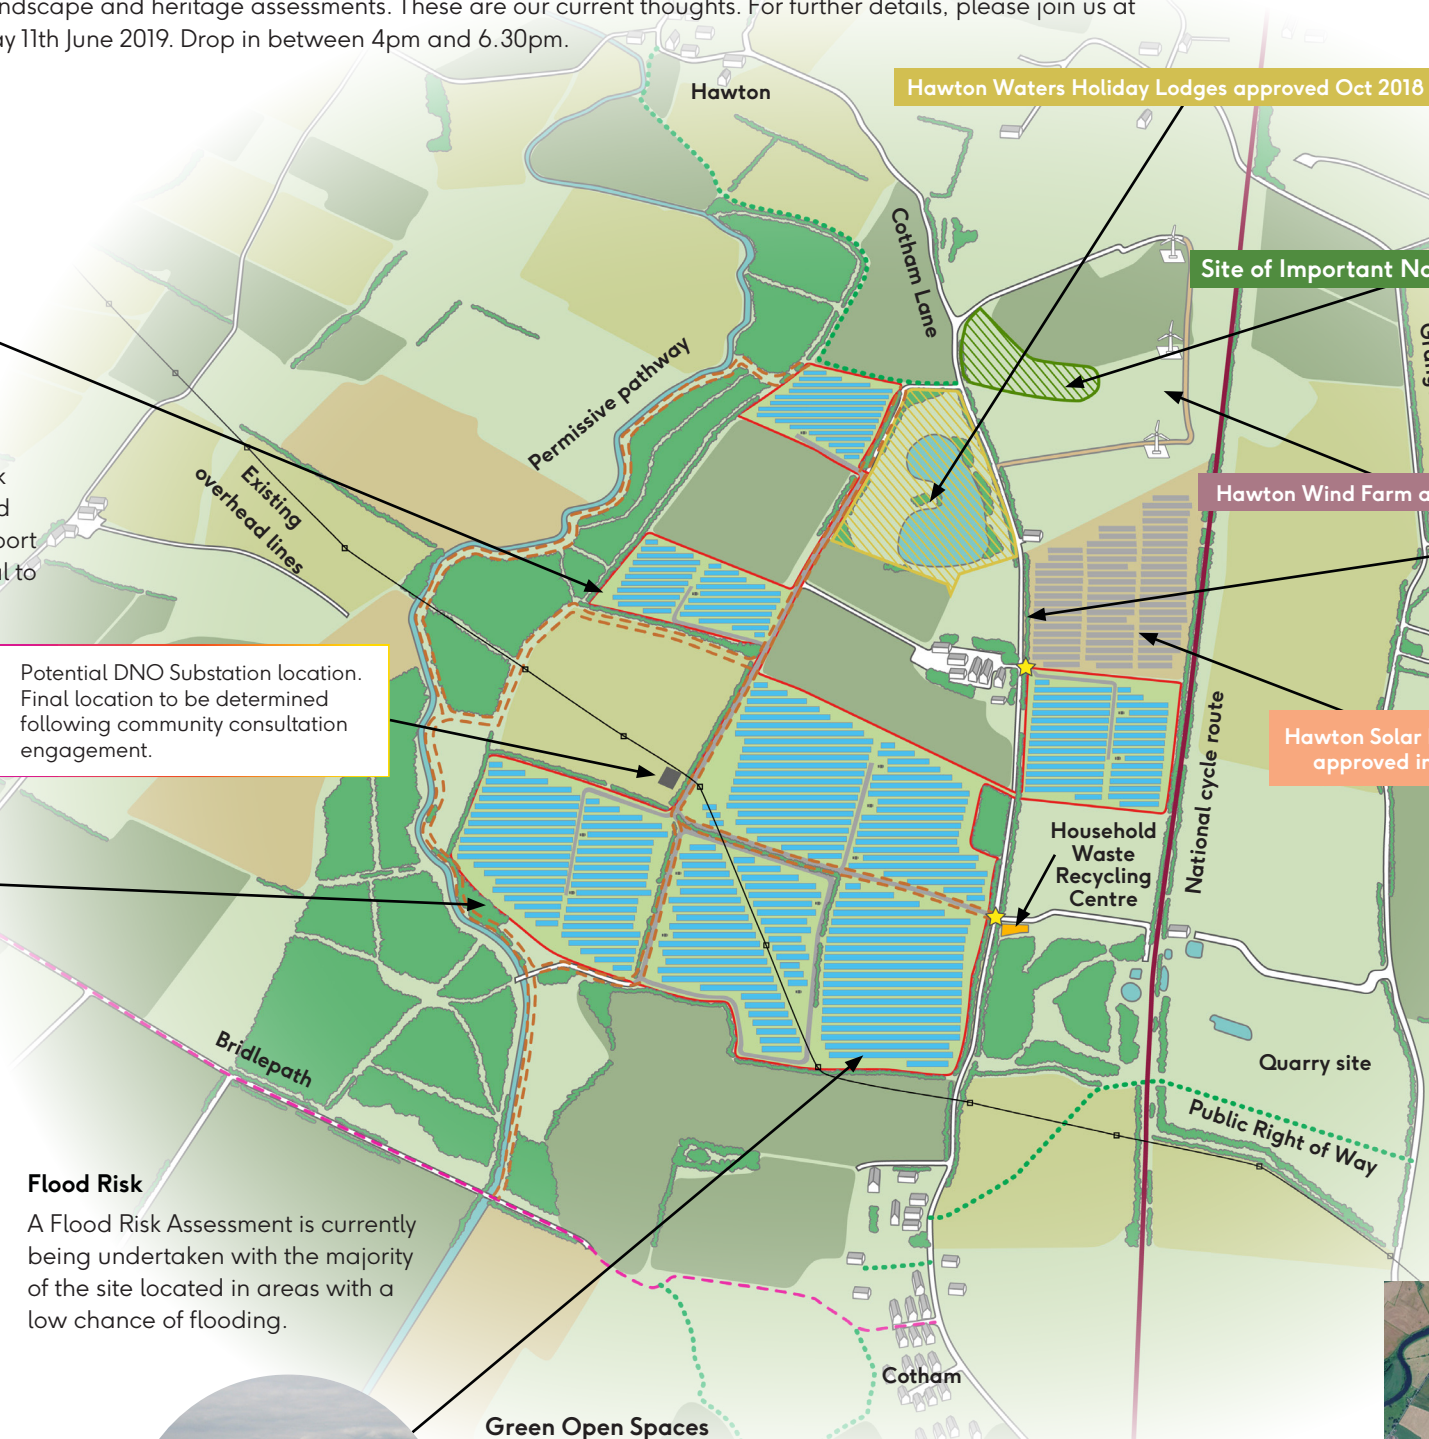 ndscape and heritage assessments. These are our current thoughts. For further details, please join us at
ay 11th June 2019. Drop in between 4pm and 6.30pm.
Hawton
Hawton Waters Holiday Lodges approved Oct 2018
Cotham Lane
Site of Important Na
Permissive pathway
Existing
overhead lines
k
d
port
l to
Hawton Wind Farm a
Potential DNO Substation location.
Final location to be determined
following community consultation
engagement.
Hawton Solar
approved in
National cycle route
Household
Waste
Recycling
Centre
Bridlepath
Quarry site
Public Right of Way
Flood Risk
A Flood Risk Assessment is currently
being undertaken with the majority
of the site located in areas with a
low chance of flooding.
Cotham
Green Open Spaces